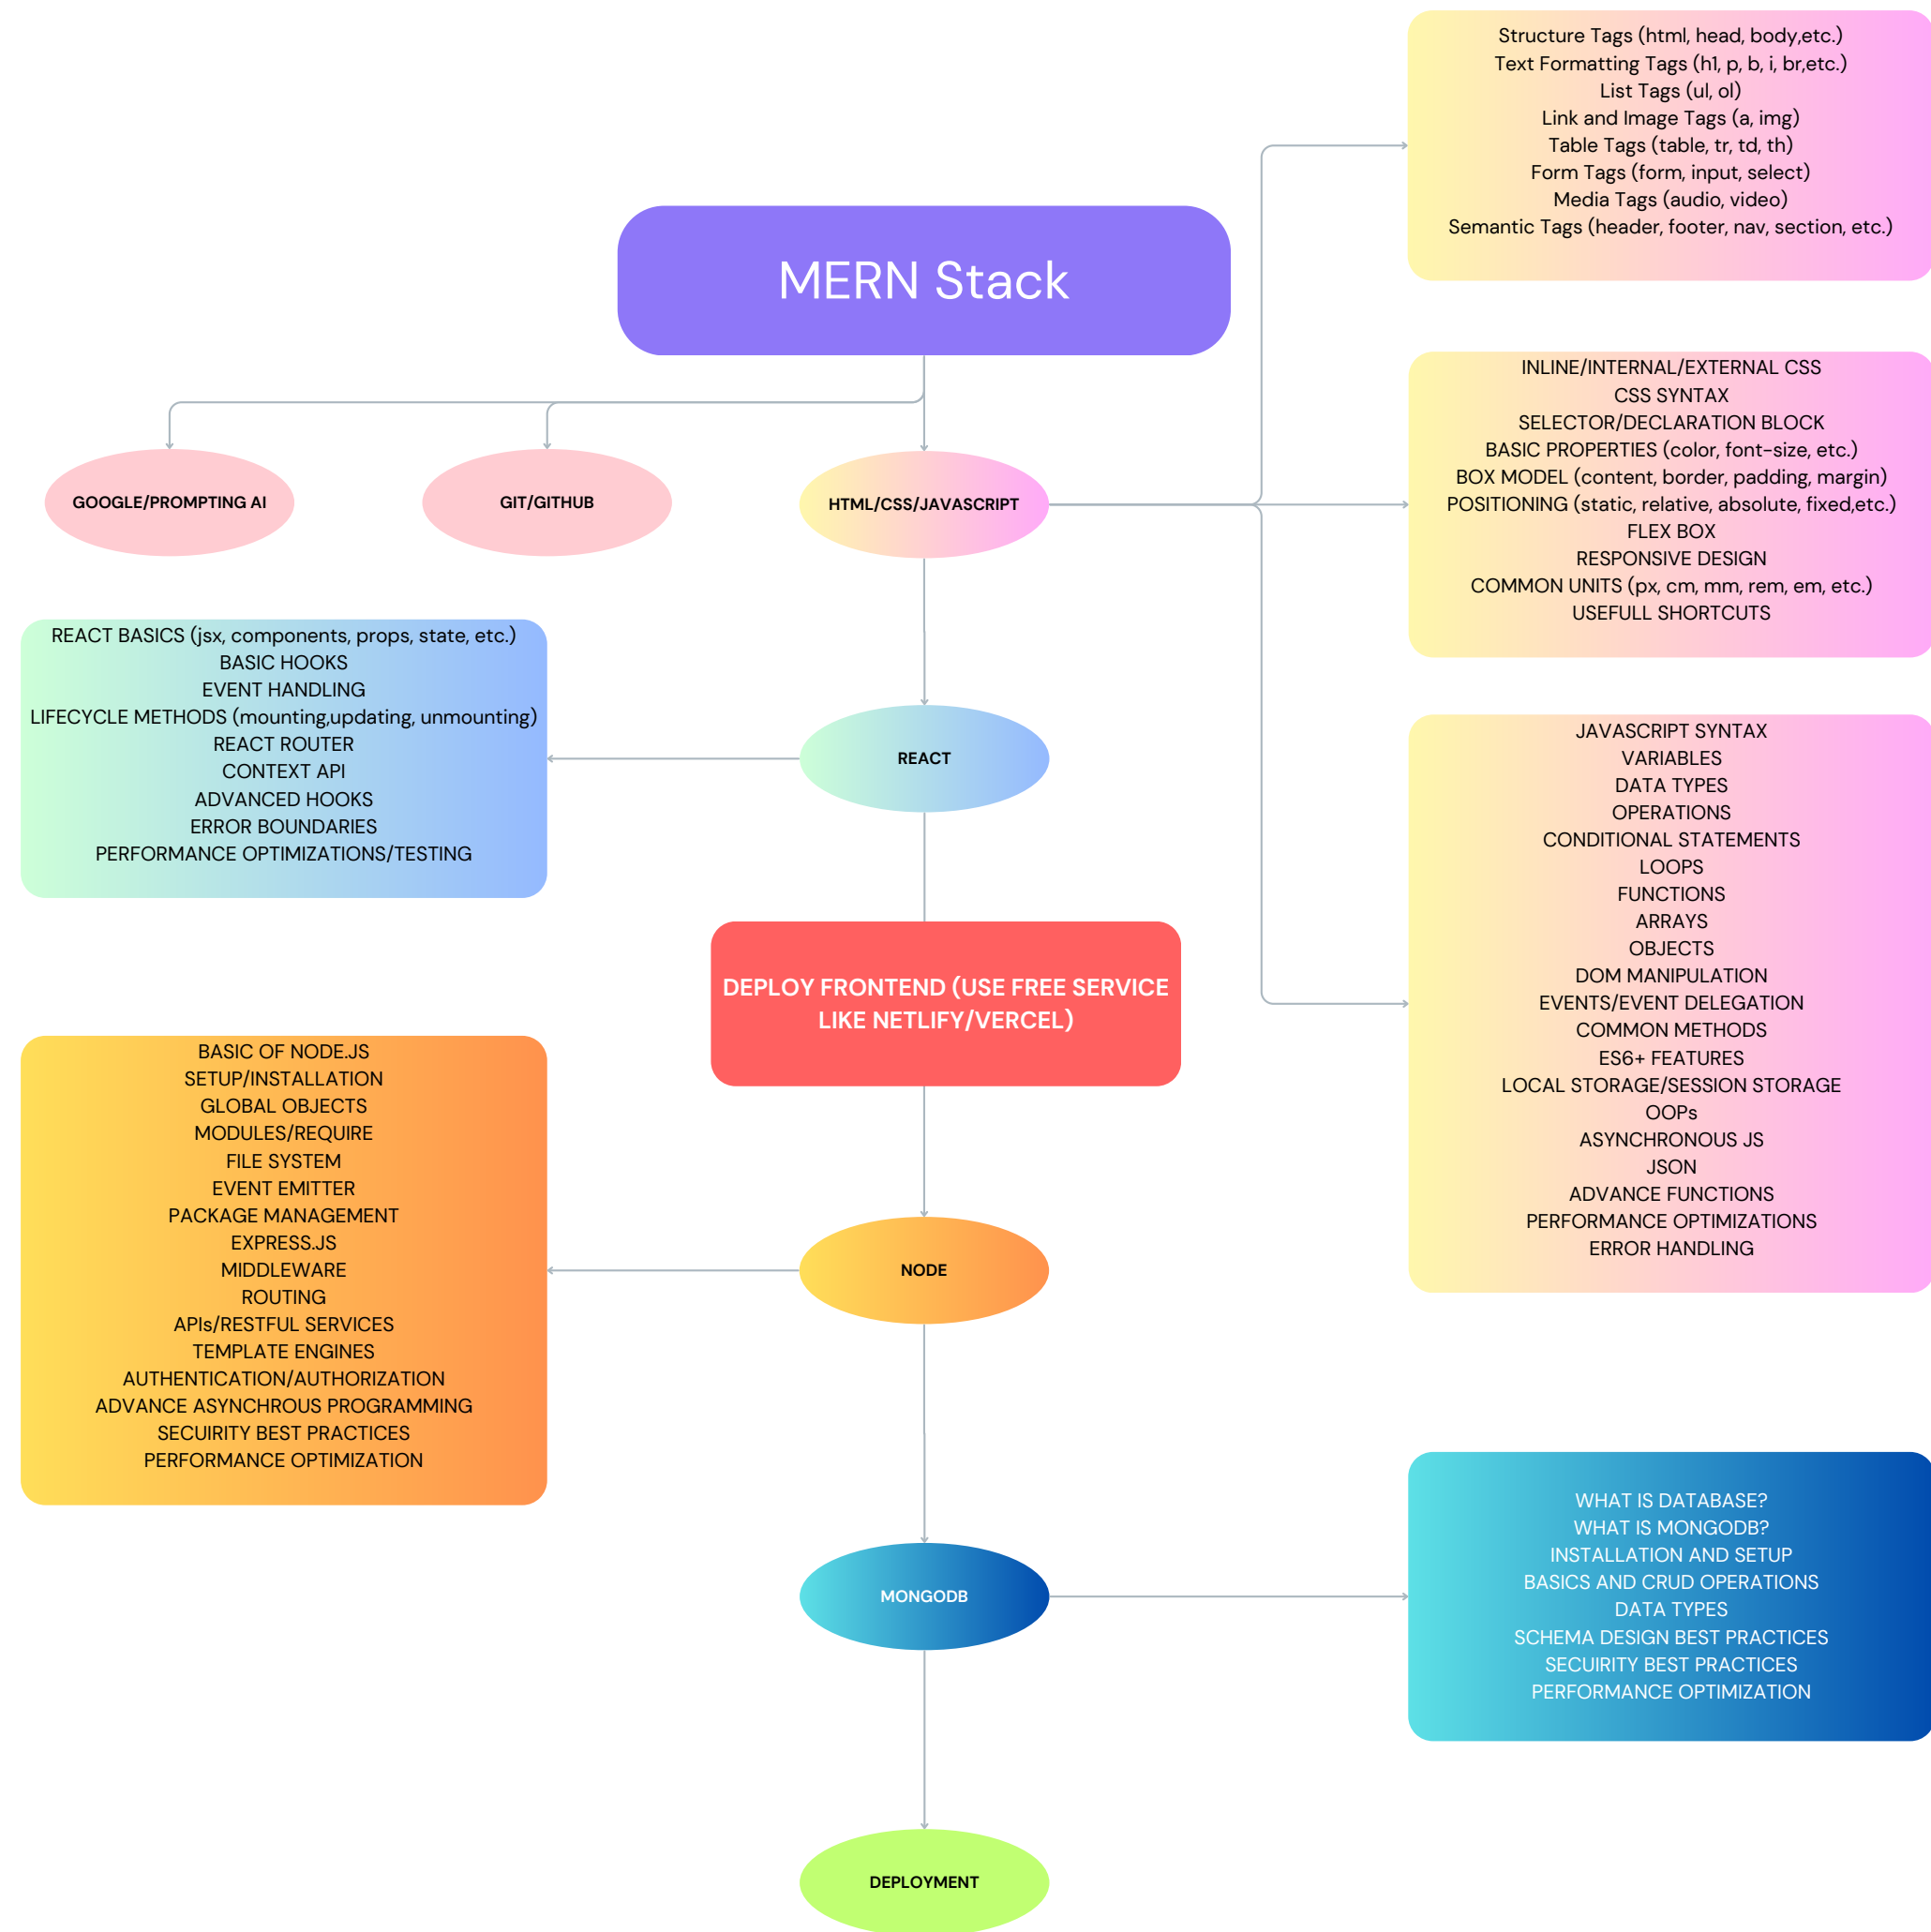 MERN Stack
Structure Tags (html, head, body,etc.)
Text Formatting Tags (h1, p, b, i, br,etc.)
List Tags (ul, ol)
Link and Image Tags (a, img)
Table Tags (table, tr, td, th)
Form Tags (form, input, select)
Media Tags (audio, video)
Semantic Tags (header, footer, nav, section, etc.)
GOOGLE/PROMPTING AI
GIT/GITHUB
HTML/CSS/JAVASCRIPT
INLINE/INTERNAL/EXTERNAL CSS
CSS SYNTAX
SELECTOR/DECLARATION BLOCK
BASIC PROPERTIES (color, font-size, etc.)
BOX MODEL (content, border, padding, margin)
POSITIONING (static, relative, absolute, fixed,etc.)
FLEX BOX
RESPONSIVE DESIGN
COMMON UNITS (px, cm, mm, rem, em, etc.)
USEFULL SHORTCUTS
REACT BASICS (jsx, components, props, state, etc.)
BASIC HOOKS
EVENT HANDLING
LIFECYCLE METHODS (mounting,updating, unmounting)
REACT ROUTER
CONTEXT API
ADVANCED HOOKS
ERROR BOUNDARIES
PERFORMANCE OPTIMIZATIONS/TESTING
REACT
JAVASCRIPT SYNTAX
VARIABLES
DATA TYPES
OPERATIONS
CONDITIONAL STATEMENTS
LOOPS
FUNCTIONS
ARRAYS
OBJECTS
DOM MANIPULATION
EVENTS/EVENT DELEGATION
COMMON METHODS
ES6+ FEATURES
LOCAL STORAGE/SESSION STORAGE
OOPs
ASYNCHRONOUS JS
JSON
ADVANCE FUNCTIONS
PERFORMANCE OPTIMIZATIONS
ERROR HANDLING
DEPLOY FRONTEND (USE FREE SERVICE
LIKE NETLIFY/VERCEL)
BASIC OF NODE.JS
SETUP/INSTALLATION
GLOBAL OBJECTS
MODULES/REQUIRE
FILE SYSTEM
EVENT EMITTER
PACKAGE MANAGEMENT
EXPRESS.JS
MIDDLEWARE
ROUTING
APIs/RESTFUL SERVICES
TEMPLATE ENGINES
AUTHENTICATION/AUTHORIZATION
ADVANCE ASYNCHROUS PROGRAMMING
SECUIRITY BEST PRACTICES
PERFORMANCE OPTIMIZATION
NODE
MONGODB
WHAT IS DATABASE?
WHAT IS MONGODB?
INSTALLATION AND SETUP
BASICS AND CRUD OPERATIONS
DATA TYPES
SCHEMA DESIGN BEST PRACTICES
SECUIRITY BEST PRACTICES
PERFORMANCE OPTIMIZATION
DEPLOYMENT